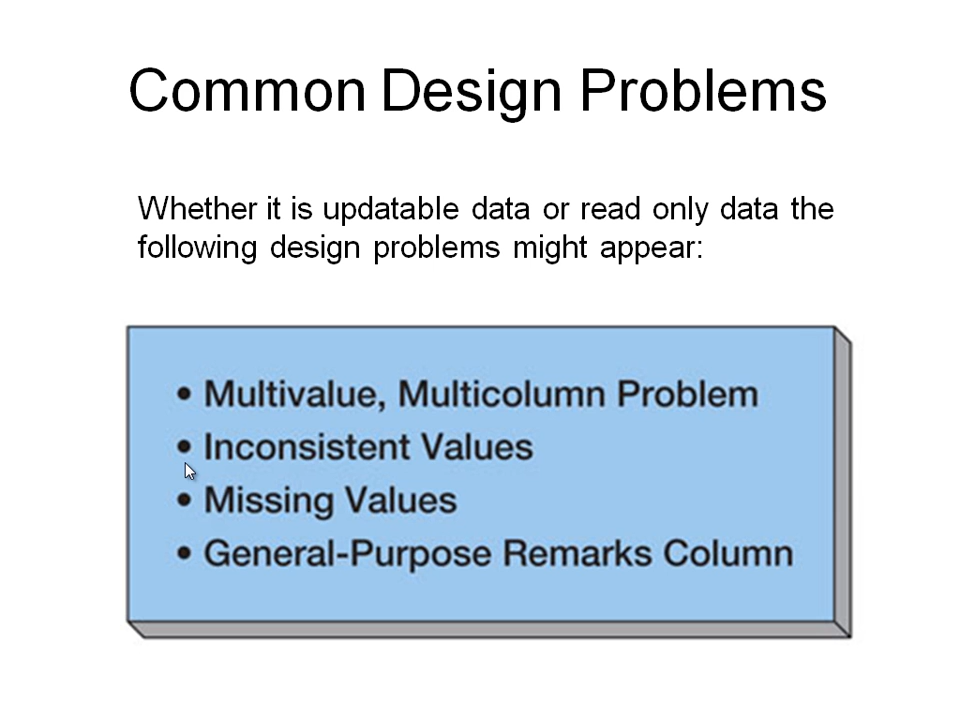 Common Design Problems
Whether it is updatable data or read only data the
following design problems might appear:
• Multivalue, Multicolumn Problem
• Inconsistent Values
• Missing Values
• General-Purpose Remarks Column